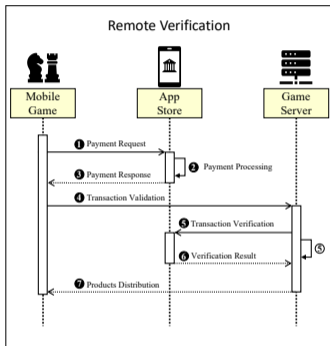 Remote Verification
Mobile Game
App Store
Game Server
❶ Payment Request
❷ Payment Processing
❸ Payment Response
❹ Transaction Validation
❺ Transaction Verification
⑤
❻ Verification Result
❼ Products Distribution